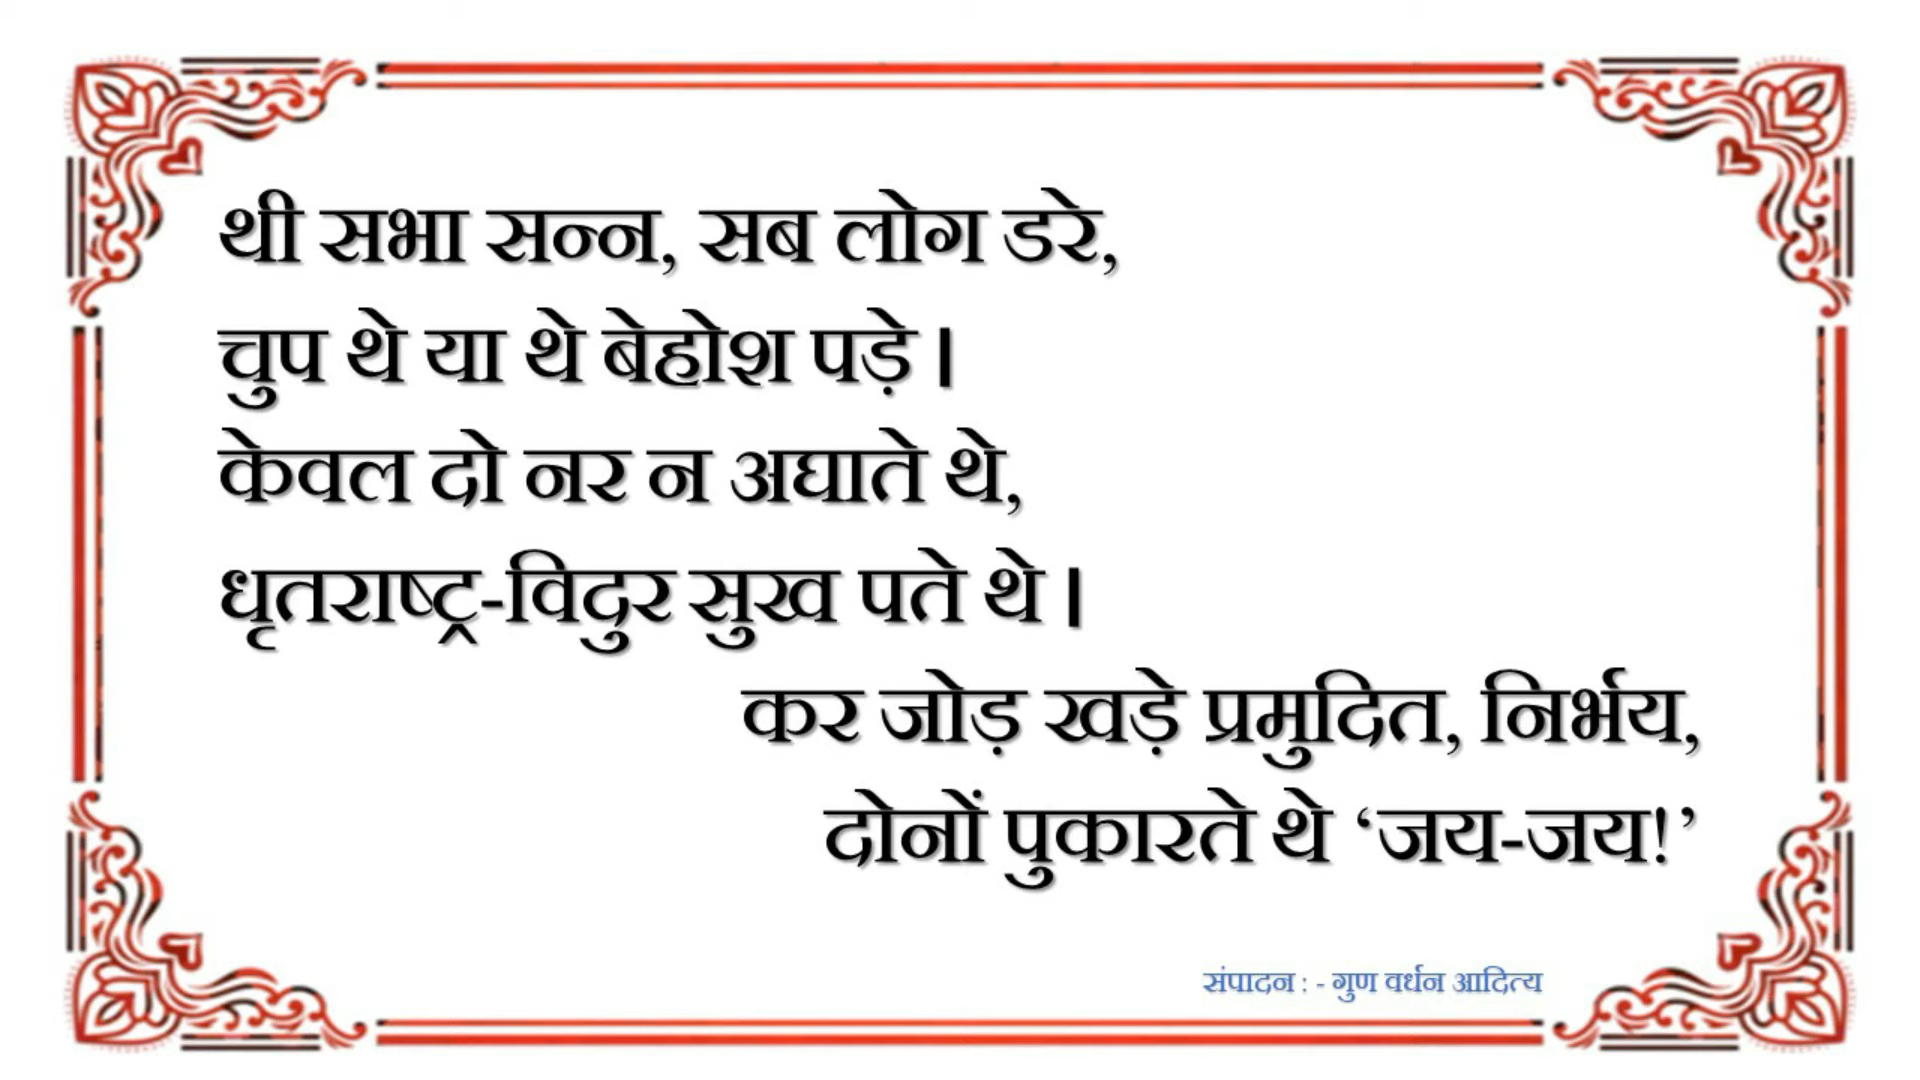 थी सभा सन्न, सब लोग डरे,
चुप थे या थे बेहोश पड़े।
केवल दो नर न अघाते थे,
धृतराष्ट्र-विदुर सुख पते थे।
कर जोड़ खड़े प्रमुदित, निर्भय,
दोनों पुकारते थे ‘जय-जय!’
संपादन : - गुण वर्धन आदित्य